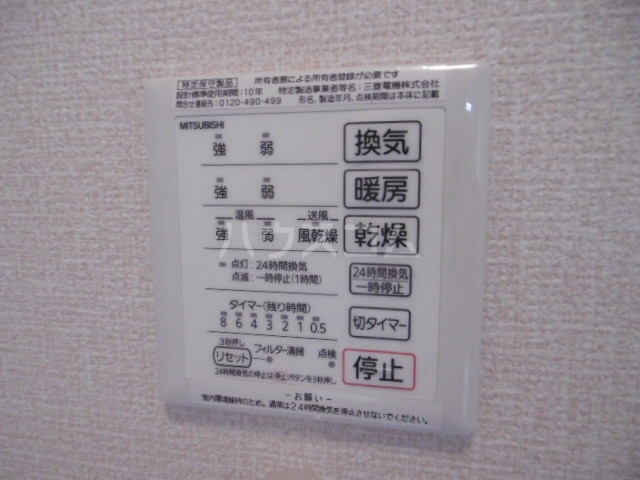 特定保守製品 所有者票による所有者登録が必要です
設計標準使用期間：10年 特定製造事業者等名：三菱電機株式会社
問合せ連絡先：0120-490-499 形名、製造年月、点検期間は本体に記載
MITSUBISHI
強 弱 換気
強 弱 暖房
温風 送風
強 弱 風乾燥 乾燥
点灯：24時間換気
点滅：一時停止(1時間)
24時間換気
一時停止
タイマー(残り時間)
8 6 4 3 2 1 0.5
切タイマー
3秒押し
リセット フィルター清掃 点検
停止
24時間換気の停止は停止ボタンを3秒押し
－お願い－
室内環境維持のため、通常は24時間換気を停止させないでください。
ハウスコム